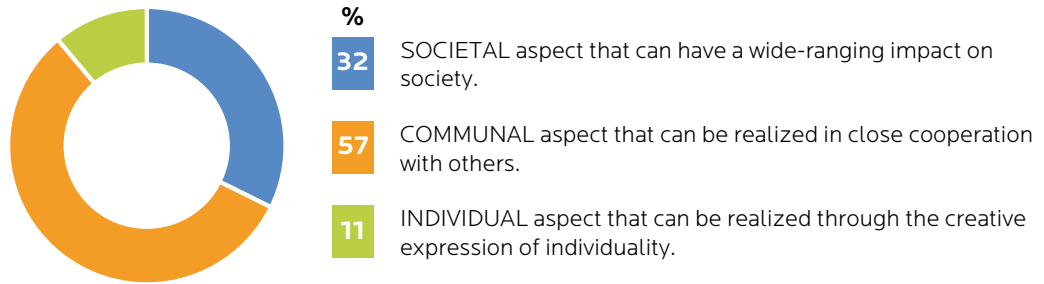 %
32 SOCIETAL aspect that can have a wide-ranging impact on
society.
57 COMMUNAL aspect that can be realized in close cooperation
with others.
11 INDIVIDUAL aspect that can be realized through the creative
expression of individuality.